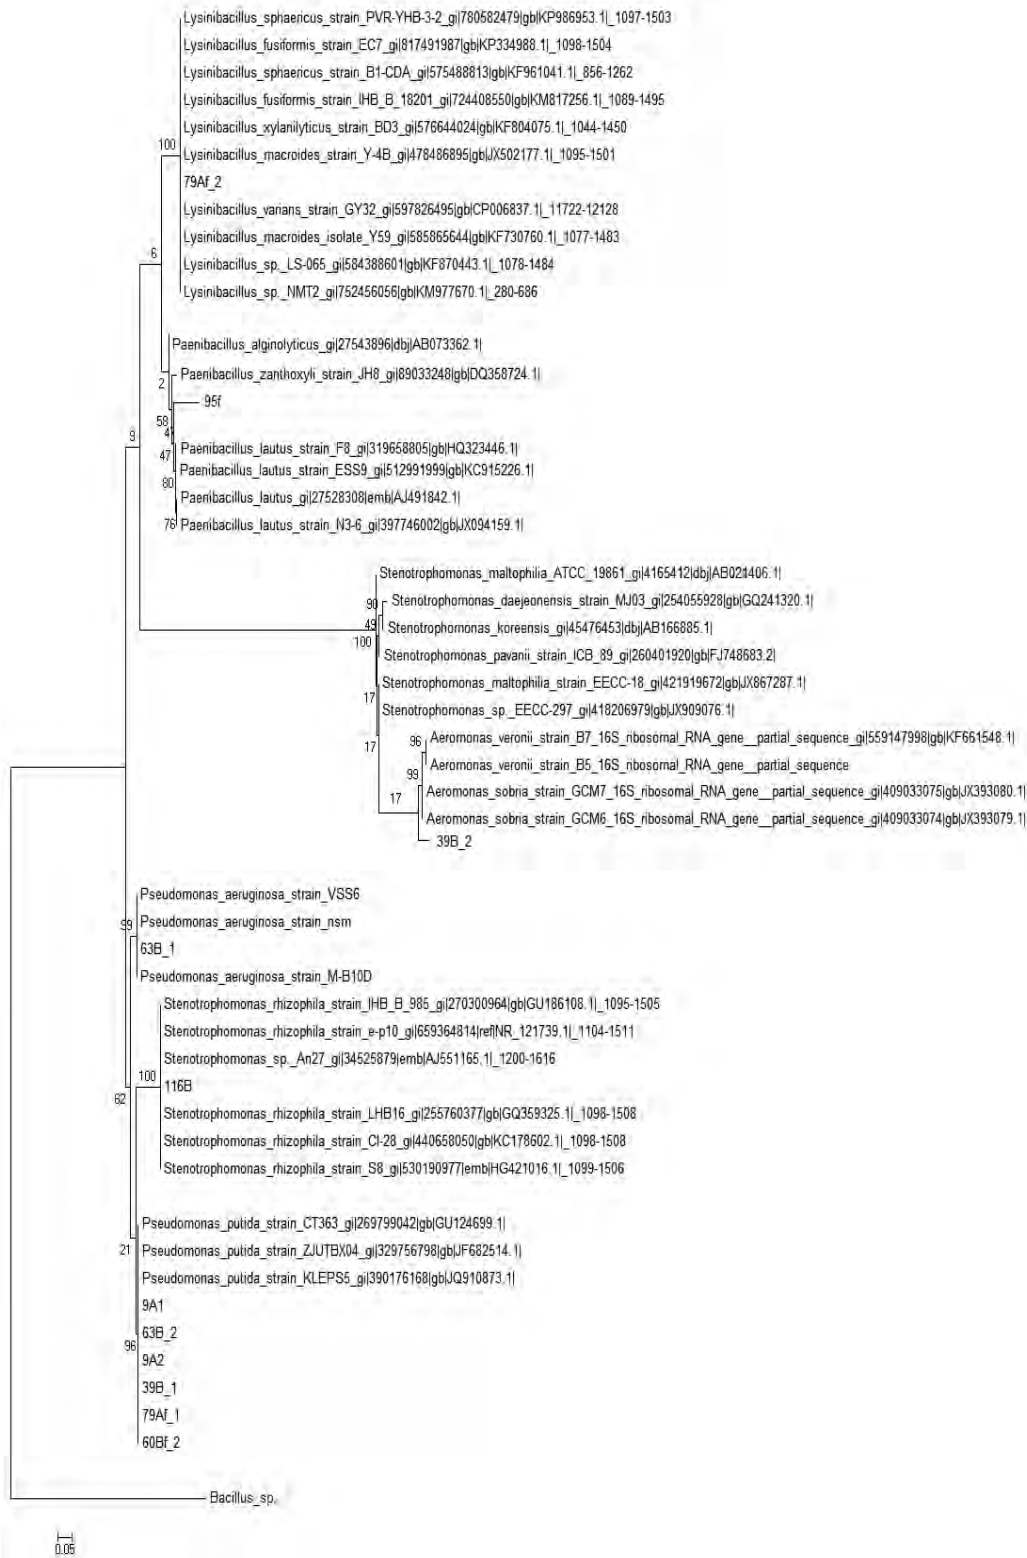 Lysinibacillus_sphaericus_strain_PVR-YHB-3-2_gi|780582479|gb|KP986953.1|_1097-1503
Lysinibacillus_fusiformis_strain_EC7_gi|817491987|gb|KP334988.1|_1098-1504
Lysinibacillus_sphaericus_strain_B1-CDA_gi|575488813|gb|KF961041.1|_856-1262
Lysinibacillus_fusiformis_strain_IHB_B_18201_gi|724408550|gb|KM817256.1|_1089-1495
Lysinibacillus_xylanilyticus_strain_BD3_gi|576644024|gb|KF804075.1|_1044-1450
100
Lysinibacillus_macroides_strain_Y-4B_gi|478486895|gb|JX502177.1|_1095-1501
79Af_2
Lysinibacillus_varians_strain_GY32_gi|597826495|gb|CP006837.1|_11722-12128
Lysinibacillus_macroides_isolate_Y59_gi|585865644|gb|KF730760.1|_1077-1483
6
Lysinibacillus_sp._LS-065_gi|584388601|gb|KF870443.1|_1078-1484
Lysinibacillus_sp._NMT2_gi|752456056|gb|KM977670.1|_280-686
Paenibacillus_alginolyticus_gi|27543896|dbj|AB073362.1|
Paenibacillus_zanthoxyli_strain_JH8_gi|89033248|gb|DQ358724.1|
2
95f
58
4
9
Paenibacillus_lautus_strain_F8_gi|319658805|gb|HQ323446.1|
47
Paenibacillus_lautus_strain_ESS9_gi|512991999|gb|KC915226.1|
80
Paenibacillus_lautus_gi|27528308|emb|AJ491842.1|
76
Paenibacillus_lautus_strain_N3-6_gi|397746002|gb|JX094159.1|
Stenotrophomonas_maltophilia_ATCC_19861_gi|4165412|dbj|AB021406.1|
90
Stenotrophomonas_daejeonensis_strain_MJ03_gi|254055928|gb|GQ241320.1|
49
Stenotrophomonas_koreensis_gi|45476453|dbj|AB166885.1|
100
Stenotrophomonas_pavanii_strain_ICB_89_gi|260401920|gb|FJ748683.2|
Stenotrophomonas_maltophilia_strain_EECC-18_gi|421919672|gb|JX867287.1|
17
Stenotrophomonas_sp._EECC-297_gi|418206979|gb|JX909076.1|
Aeromonas_veronii_strain_B7_16S_ribosomal_RNA_gene__partial_sequence_gi|559147998|gb|KF661548.1|
96
17
Aeromonas_veronii_strain_B5_16S_ribosomal_RNA_gene__partial_sequence
99
Aeromonas_sobria_strain_GCM7_16S_ribosomal_RNA_gene__partial_sequence_gi|409033075|gb|JX393080.1|
17
Aeromonas_sobria_strain_GCM6_16S_ribosomal_RNA_gene__partial_sequence_gi|409033074|gb|JX393079.1|
39B_2
Pseudomonas_aeruginosa_strain_VSS6
99
Pseudomonas_aeruginosa_strain_nsm
63B_1
Pseudomonas_aeruginosa_strain_M-B10D
Stenotrophomonas_rhizophila_strain_IHB_B_985_gi|270300964|gb|GU186108.1|_1095-1505
Stenotrophomonas_rhizophila_strain_e-p10_gi|659364814|ref|NR_121739.1|_1104-1511
Stenotrophomonas_sp._An27_gi|34525879|emb|AJ551165.1|_1200-1616
100
116B
62
Stenotrophomonas_rhizophila_strain_LHB16_gi|255760377|gb|GQ359325.1|_1098-1508
Stenotrophomonas_rhizophila_strain_CI-28_gi|440658050|gb|KC178602.1|_1098-1508
Stenotrophomonas_rhizophila_strain_S8_gi|530190977|emb|HG421016.1|_1099-1506
Pseudomonas_putida_strain_CT363_gi|269799042|gb|GU124699.1|
21
Pseudomonas_putida_strain_ZJUTBX04_gi|329756798|gb|JF682514.1|
Pseudomonas_putida_strain_KLEPS5_gi|390176168|gb|JQ910873.1|
9A1
63B_2
96
9A2
39B_1
79Af_1
60Bf_2
Bacillus_sp.
0.05